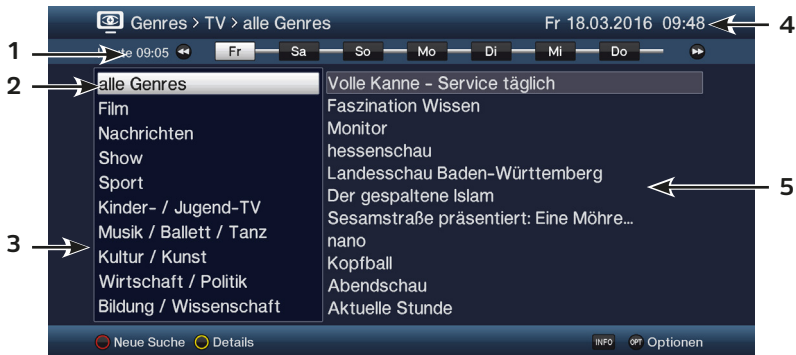 Genres > TV > alle Genres
Fr 18.03.2016 09:48
4
1
09:05 Fr Sa So Mo Di Mi Do
2
alle Genres
Film
Nachrichten
Show
Sport
Kinder- / Jugend-TV
Musik / Ballett / Tanz
Kultur / Kunst
Wirtschaft / Politik
Bildung / Wissenschaft
3
Volle Kanne – Service täglich
Faszination Wissen
Monitor
hessenschau
Landesschau Baden-Württemberg
Der gespaltene Islam
Sesamstraße präsentiert: Eine Möhre...
nano
Kopfball
Abendschau
Aktuelle Stunde
5
Neue Suche Details
INFO OPT Optionen